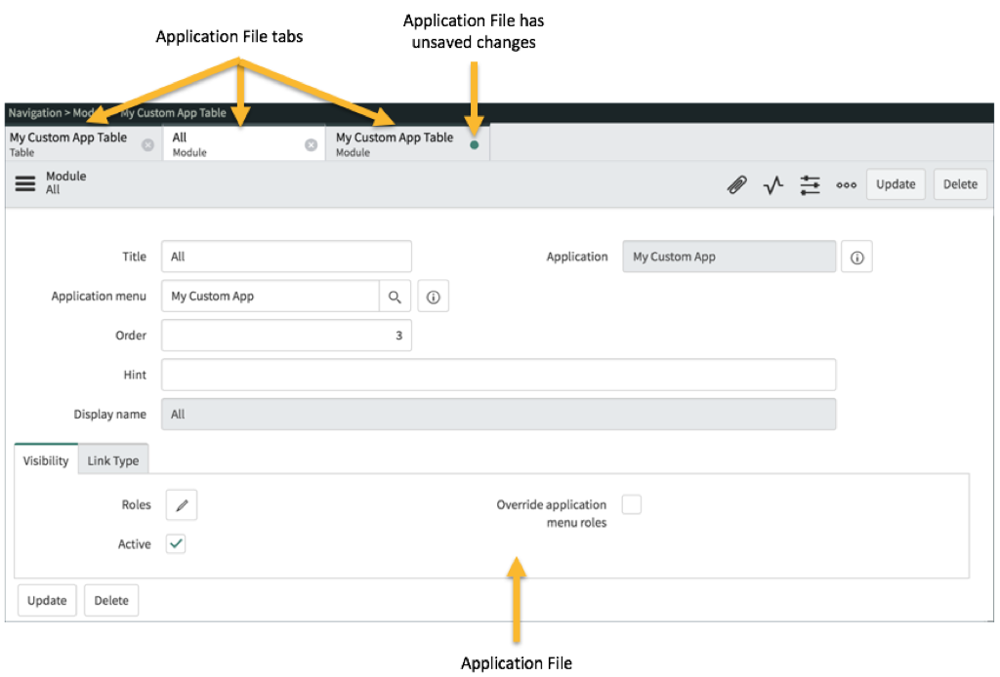 Application File tabs
Application File has
unsaved changes
Navigation > Mod My Custom App Table
My Custom App Table
Table
All
Module
My Custom App Table
Module
Module
All
Update
Delete
Title
All
Application
My Custom App
Application menu
My Custom App
Order
3
Hint
Display name
All
Visibility
Link Type
Roles
Override application
menu roles
Active
Update
Delete
Application File